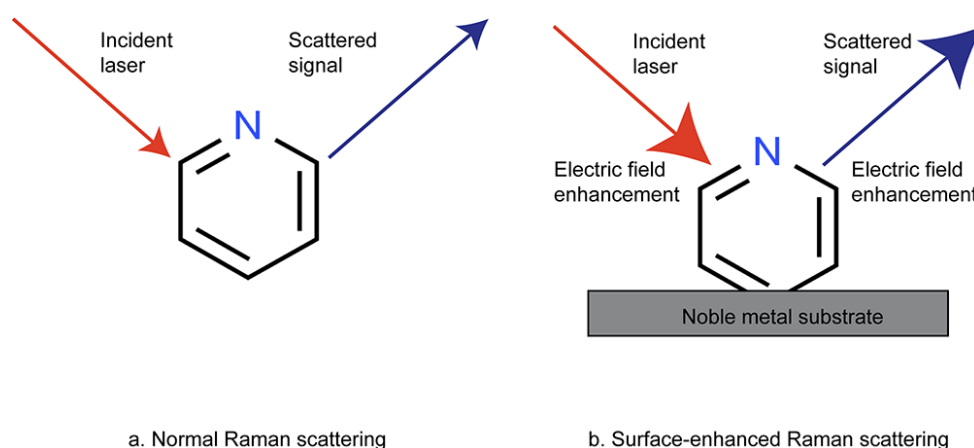 Incident
laser
Scattered
signal
N
a. Normal Raman scattering
Incident
laser
Scattered
signal
N
Electric field
enhancement
Electric field
enhancement
Noble metal substrate
b. Surface-enhanced Raman scattering